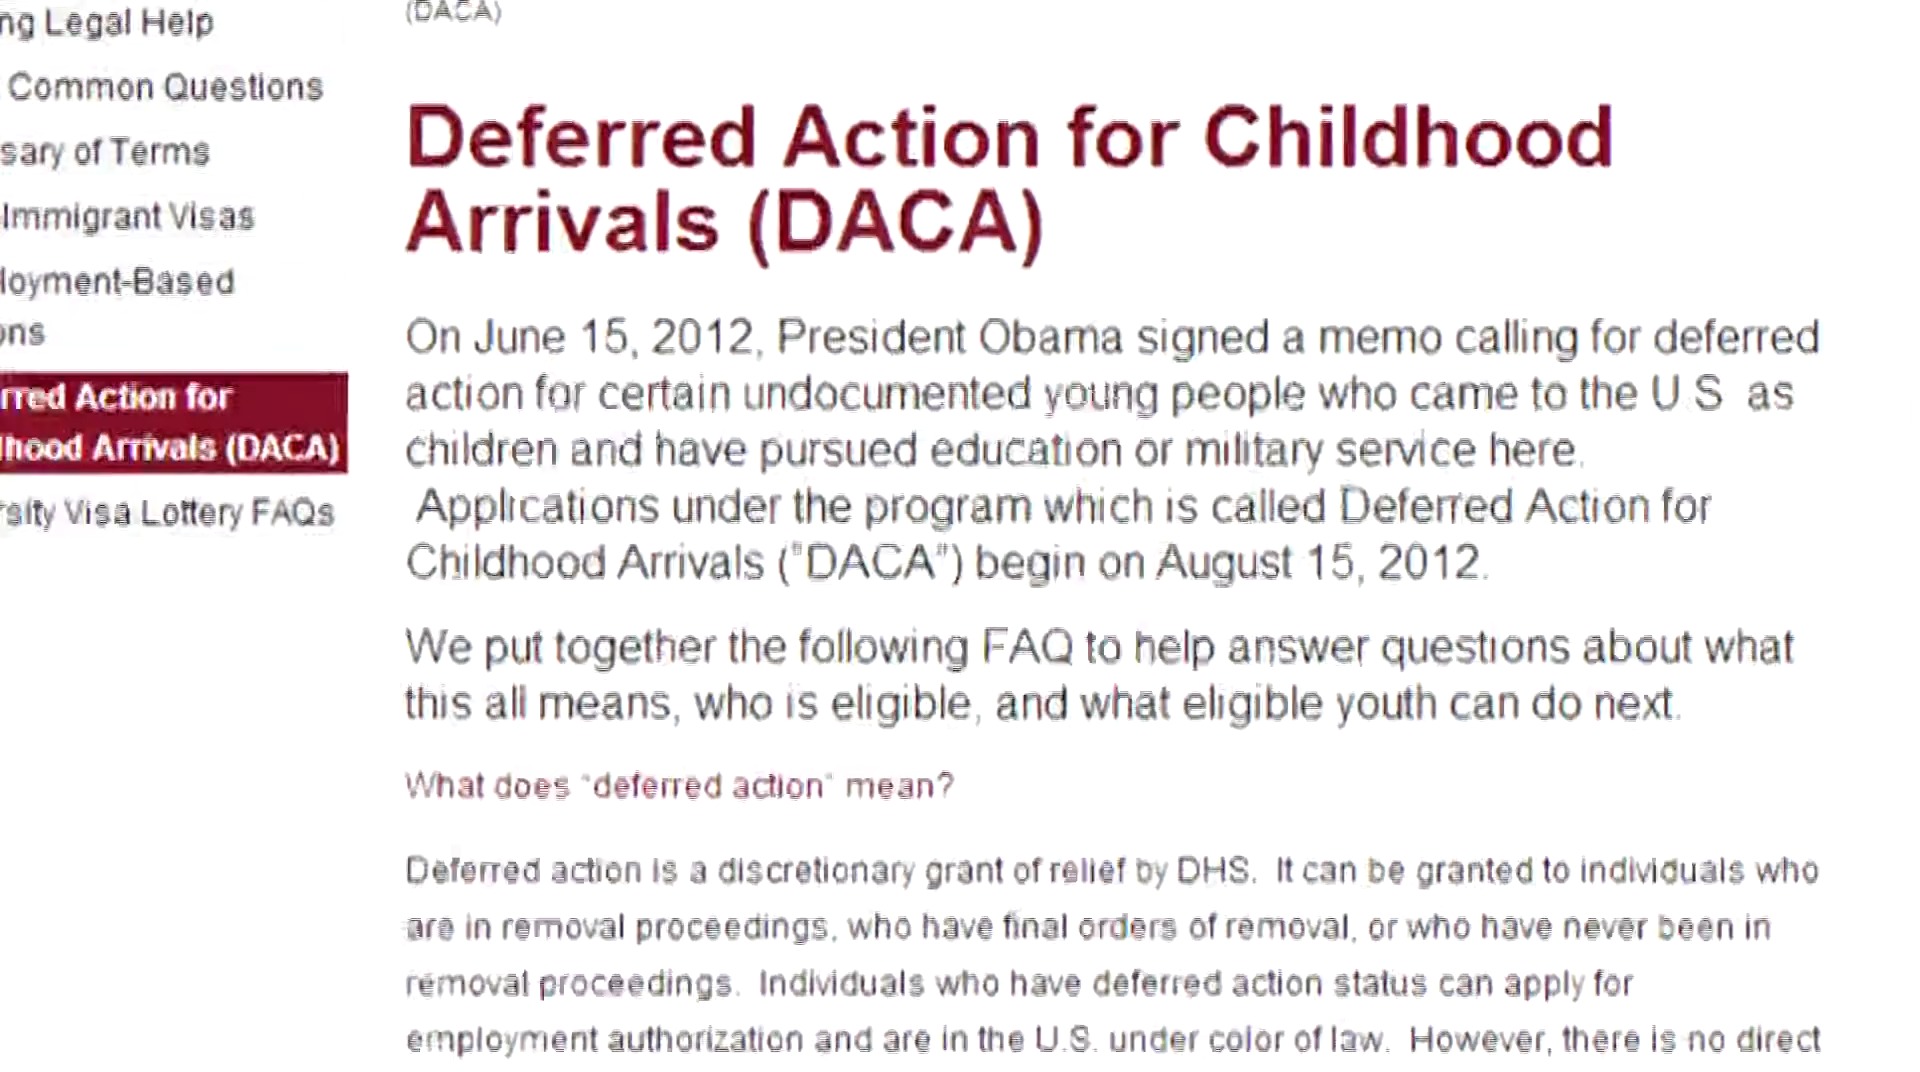 (DACA)
ng Legal Help
Common Questions
sary of Terms
Immigrant Visas
loyment-Based
ons
rred Action for
lhood Arrivals (DACA)
rsity Visa Lottery FAQs
Deferred Action for Childhood
Arrivals (DACA)
On June 15, 2012, President Obama signed a memo calling for deferred
action for certain undocumented young people who came to the U.S as
children and have pursued education or military service here.
Applications under the program which is called Deferred Action for
Childhood Arrivals ("DACA") begin on August 15, 2012.
We put together the following FAQ to help answer questions about what
this all means, who is eligible, and what eligible youth can do next.
What does "deferred action" mean?
Deferred action is a discretionary grant of relief by DHS. It can be granted to individuals who
are in removal proceedings, who have final orders of removal, or who have never been in
removal proceedings. Individuals who have deferred action status can apply for
employment authorization and are in the U.S. under color of law. However, there is no direct